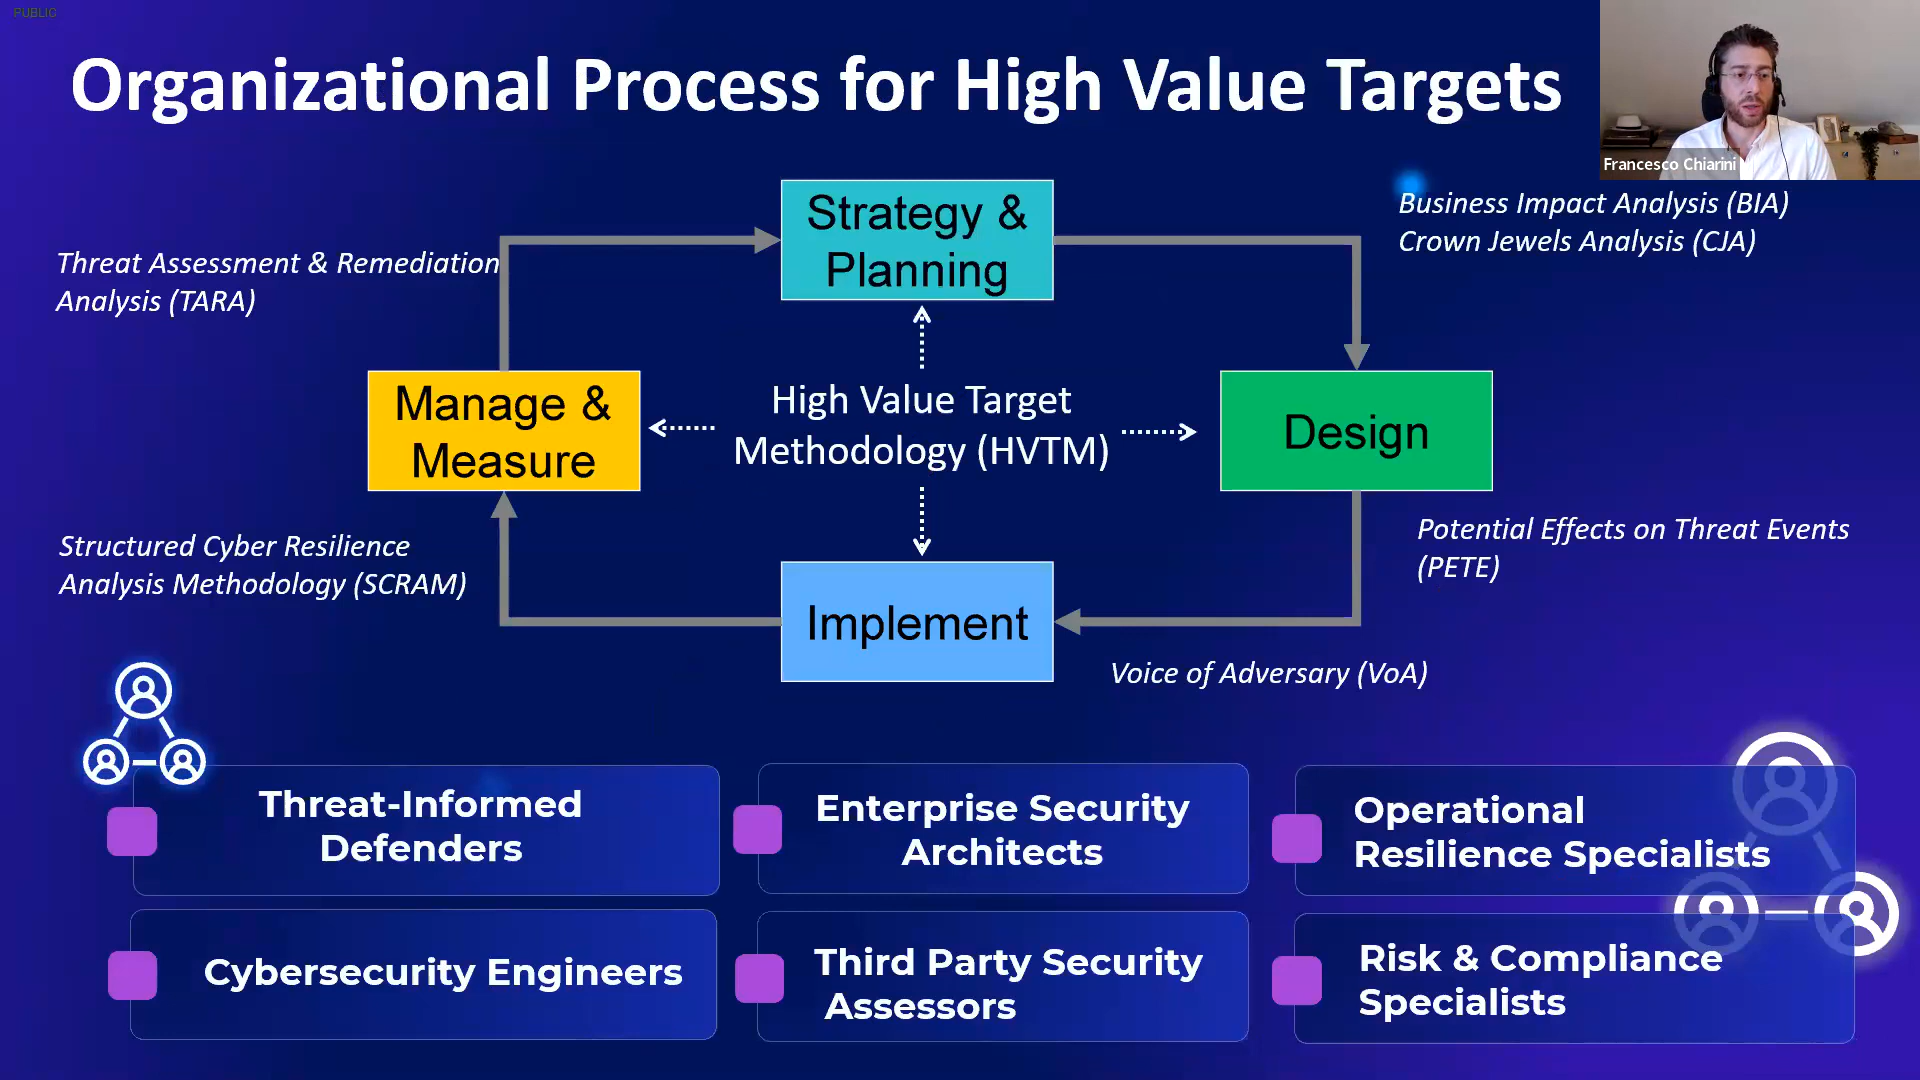 PUBLIC
Organizational Process for High Value Targets
Francesco Chiarini
Strategy &
Planning
Business Impact Analysis (BIA)
Crown Jewels Analysis (CJA)
Threat Assessment & Remediation
Analysis (TARA)
Manage &
Measure
High Value Target
Methodology (HVTM)
Design
Structured Cyber Resilience
Analysis Methodology (SCRAM)
Potential Effects on Threat Events
(PETE)
Implement
Voice of Adversary (VoA)
Threat-Informed
Defenders
Enterprise Security
Architects
Operational
Resilience Specialists
Cybersecurity Engineers
Third Party Security
Assessors
Risk & Compliance
Specialists